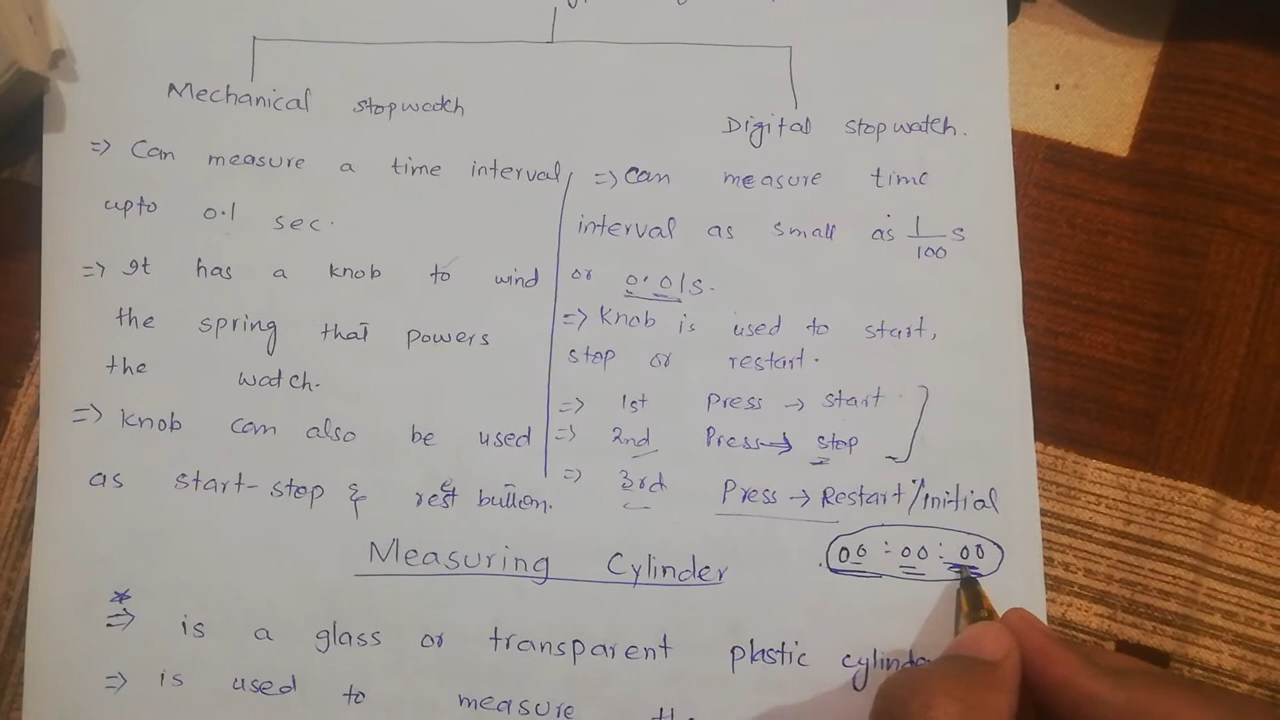 Mechanical stopwatch
=> Can measure a time interval
upto 0.1 sec.
=> It has a knob to wind
the spring that powers
the watch.
=> Knob can also be used
as start-stop & reset button.
Digital stopwatch.
=> Can measure time
interval as small as 1/100 s
or 0.01s.
=> Knob is used to start,
stop or restart.
=> 1st Press → start.
=> 2nd Press → stop
=> 3rd Press → Restart/Initial
00 : 00 : 00
Measuring Cylinder
* => is a glass or transparent plastic
=> is used to measure